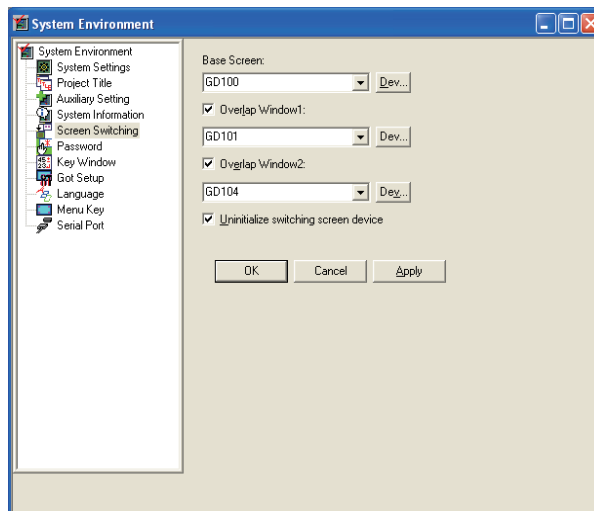 System Environment
System Environment
System Settings
Project Title
Auxiliary Setting
System Information
Screen Switching
Password
Key Window
Got Setup
Language
Menu Key
Serial Port
Base Screen:
GD100 Dev...
Overlap Window1:
GD101 Dev...
Overlap Window2:
GD104 Dev...
Uninitialize switching screen device
OK Cancel Apply